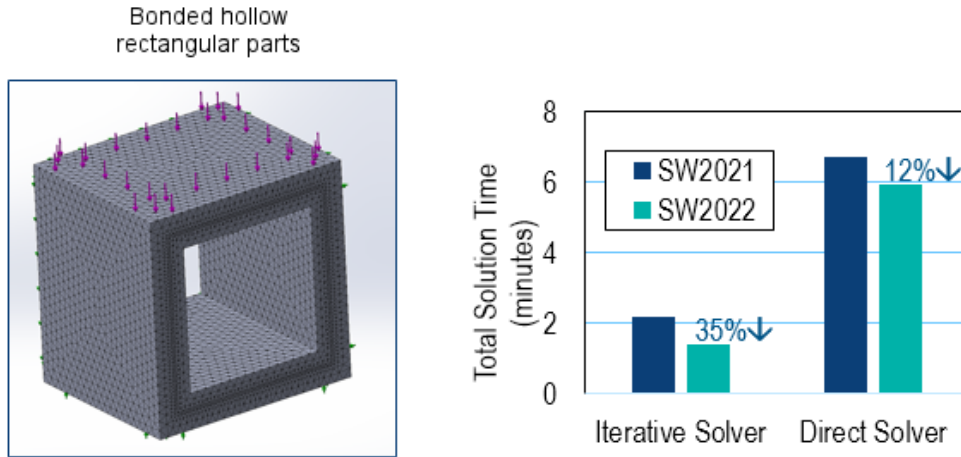 Bonded hollow
rectangular parts
Total Solution Time
(minutes)
8
6
4
2
0
SW2021
SW2022
35%↓
12%↓
Iterative Solver
Direct Solver